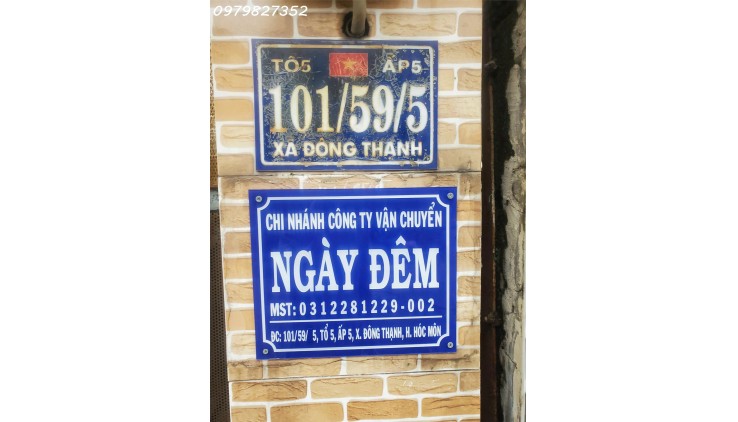 0979827352
TỔ5 ẤP5
101/59/5
XÃ ĐÔNG THẠNH
CHI NHÁNH CÔNG TY VẬN CHUYỂN
NGÀY ĐÊM
MST: 0312281229-002
ĐC: 101/59/ 5, TỔ 5, ẤP 5, X. ĐÔNG THẠNH, H. HÓC MÔN